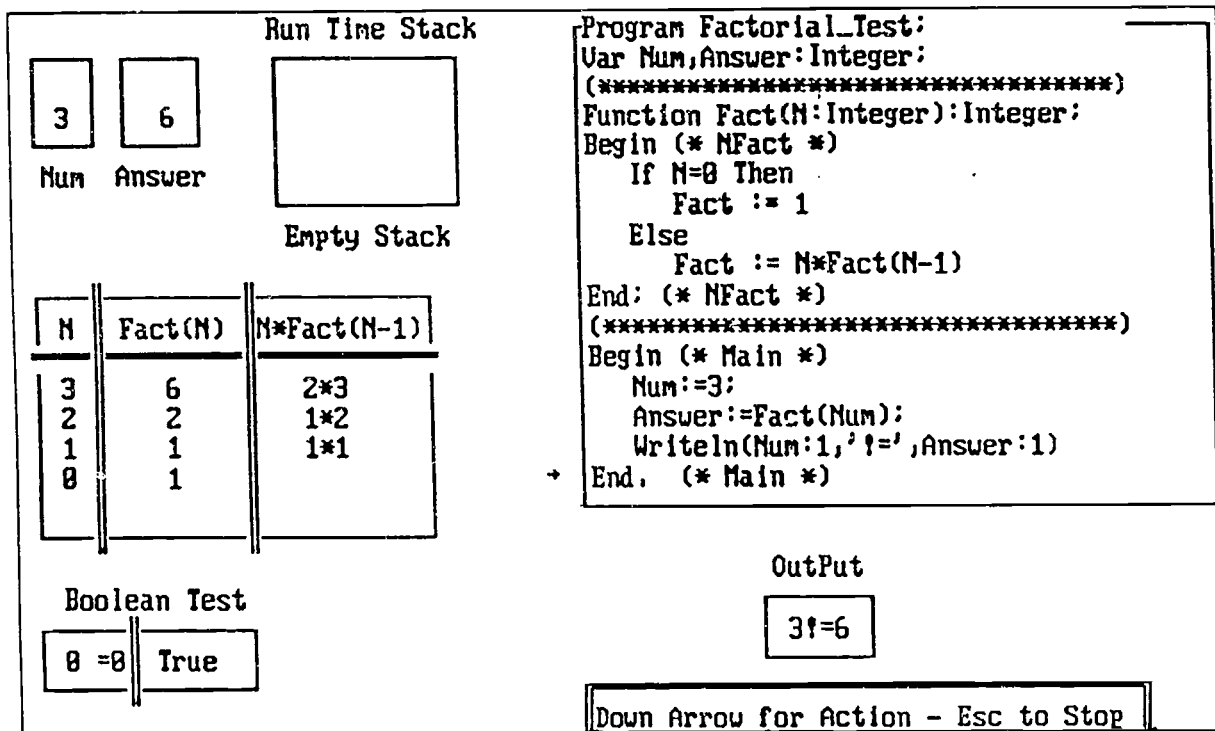 Run Time Stack
3 6
Num Answer
Empty Stack
N Fact(N) N*Fact(N-1)
3 6 2*3
2 2 1*2
1 1 1*1
0 1
Boolean Test
0 =0 True
Program Factorial_Test;
Var Num,Answer:Integer;
(***********************************)
Function Fact(N:Integer):Integer;
Begin (* NFact *)
If N=0 Then
Fact := 1
Else
Fact := N*Fact(N-1)
End; (* NFact *)
(***********************************)
Begin (* Main *)
Num:=3;
Answer:=Fact(Num);
Writeln(Num:1,'!=',Answer:1)
→ End. (* Main *)
OutPut
3!=6
Down Arrow for Action - Esc to Stop